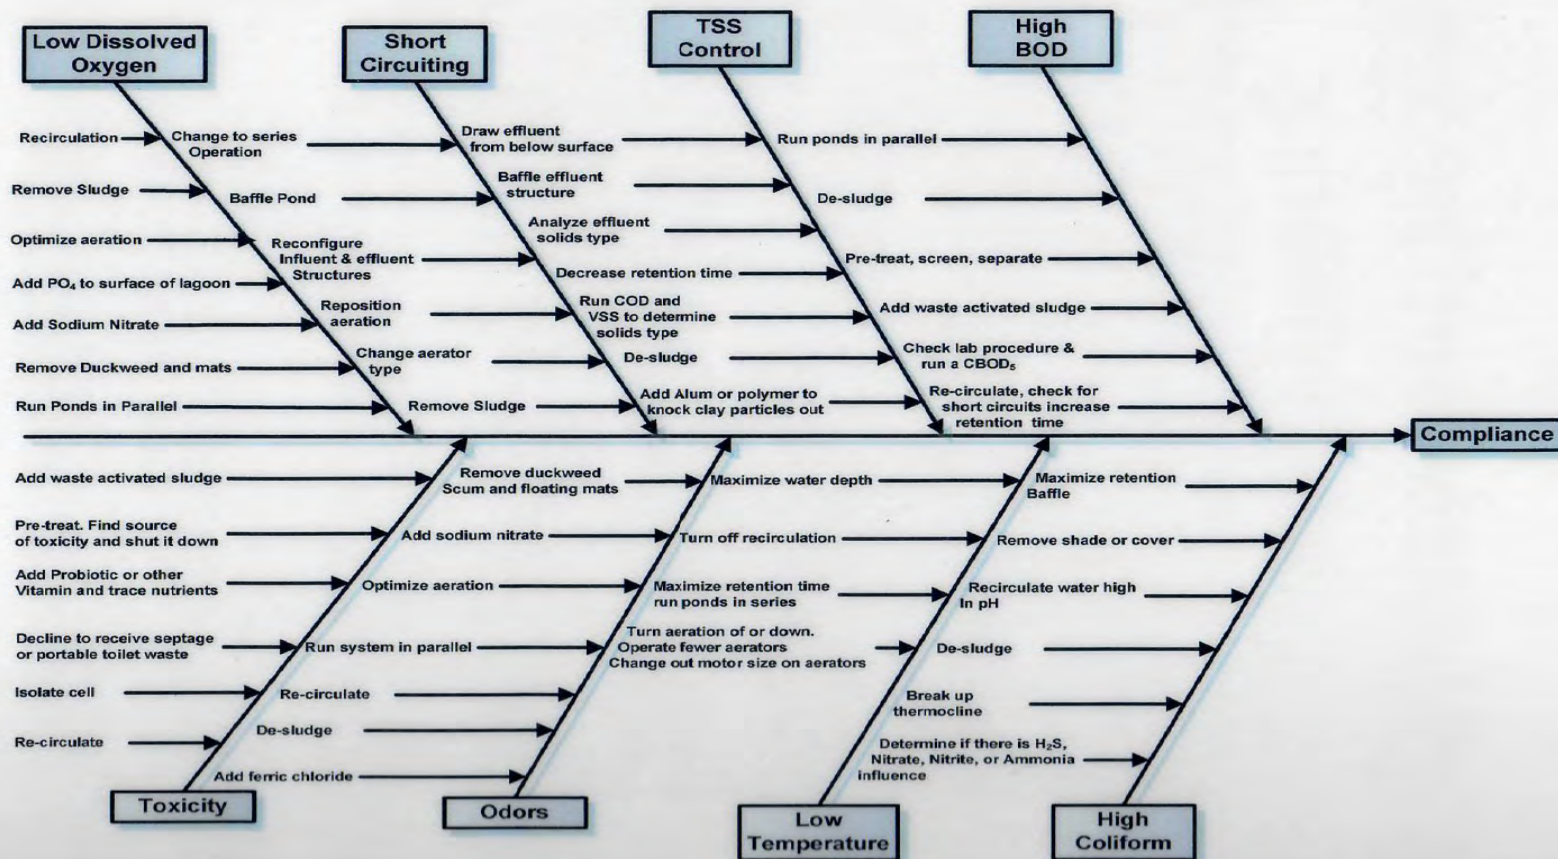 Low Dissolved
Oxygen
Recirculation
Remove Sludge
Optimize aeration
Add PO₄ to surface of lagoon
Add Sodium Nitrate
Remove Duckweed and mats
Run Ponds in Parallel
Short
Circuiting
Change to series
Operation
Baffle Pond
Reconfigure
Influent & effluent
Structures
Reposition
aeration
Change aerator
type
Remove Sludge
TSS
Control
Draw effluent
from below surface
Baffle effluent
structure
Analyze effluent
solids type
Decrease retention time
Run COD and
VSS to determine
solids type
De-sludge
Add Alum or polymer to
knock clay particles out
High
BOD
Run ponds in parallel
De-sludge
Pre-treat, screen, separate
Add waste activated sludge
Check lab procedure &
run a CBOD₅
Re-circulate, check for
short circuits increase
retention time
Compliance
Add waste activated sludge
Pre-treat. Find source
of toxicity and shut it down
Add Probiotic or other
Vitamin and trace nutrients
Decline to receive septage
or portable toilet waste
Isolate cell
Re-circulate
Toxicity
Remove duckweed
Scum and floating mats
Add sodium nitrate
Optimize aeration
Run system in parallel
Re-circulate
De-sludge
Add ferric chloride
Odors
Maximize water depth
Turn off recirculation
Maximize retention time
run ponds in series
Turn aeration of or down.
Operate fewer aerators
Change out motor size on aerators
Low
Temperature
Maximize retention
Baffle
Remove shade or cover
Recirculate water high
In pH
De-sludge
Break up
thermocline
Determine if there is H₂S,
Nitrate, Nitrite, or Ammonia
influence
High
Coliform